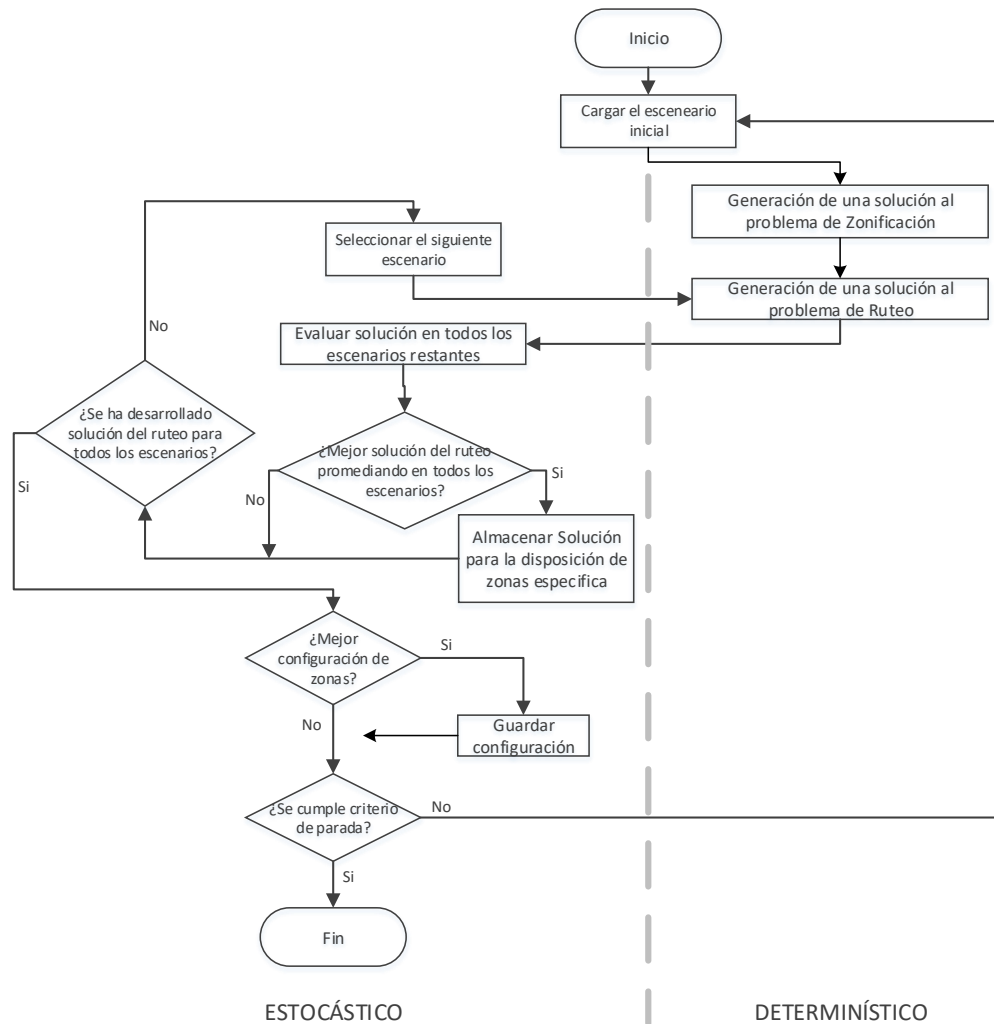 Inicio
Cargar el esceneario
inicial
Generación de una solución al
problema de Zonificación
Seleccionar el siguiente
escenario
Generación de una solución al
problema de Ruteo
No
Evaluar solución en todos los
escenarios restantes
¿Se ha desarrollado
solución del ruteo para
todos los escenarios?
¿Mejor solución del ruteo
promediando en todos los
escenarios?
Si
No
Si
Almacenar Solución
para la disposición de
zonas especifica
¿Mejor
configuración de
zonas?
Si
No
Guardar
configuración
¿Se cumple criterio
de parada?
No
Si
Fin
ESTOCÁSTICO
DETERMINÍSTICO